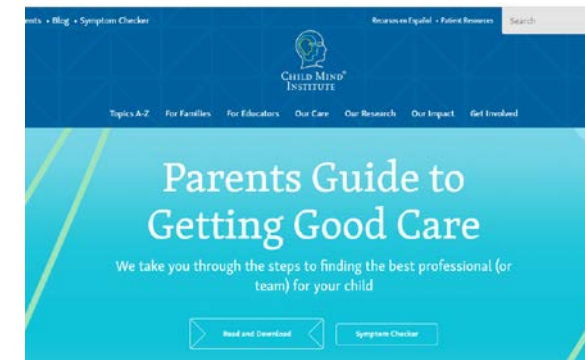 • Blog • Symptom Checker
Recursos en Español • Patient Resources
Search
CHILD MIND®
INSTITUTE
Topics A-Z For Families For Educators Our Care Our Research Our Impact Get Involved
Parents Guide to
Getting Good Care
We take you through the steps to finding the best professional (or
team) for your child
Read and Download
Symptom Checker